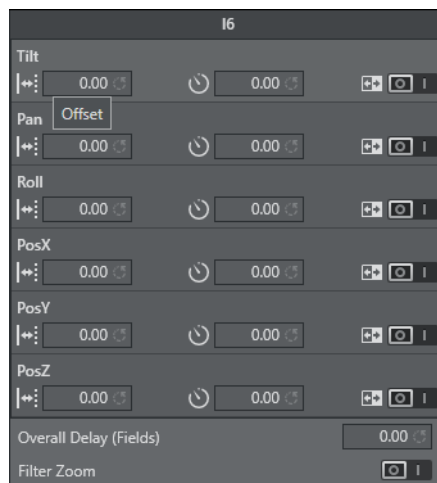 I6
Tilt
0.00 0.00
Offset
Pan
0.00 0.00
Roll
0.00 0.00
PosX
0.00 0.00
PosY
0.00 0.00
PosZ
0.00 0.00
Overall Delay (Fields) 0.00
Filter Zoom